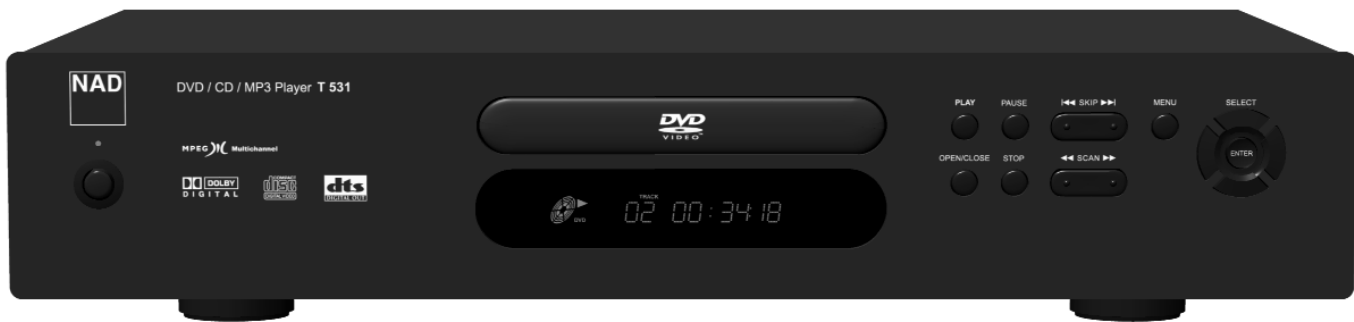 NAD
DVD / CD / MP3 Player T 531
MPEG Multichannel
DOLBY
DIGITAL
COMPACT
disc
DIGITAL VIDEO
dts
DIGITAL OUT
DVD
VIDEO
DVD
TRACK
02 00:34:18
PLAY PAUSE SKIP MENU SELECT
OPEN/CLOSE STOP SCAN ENTER